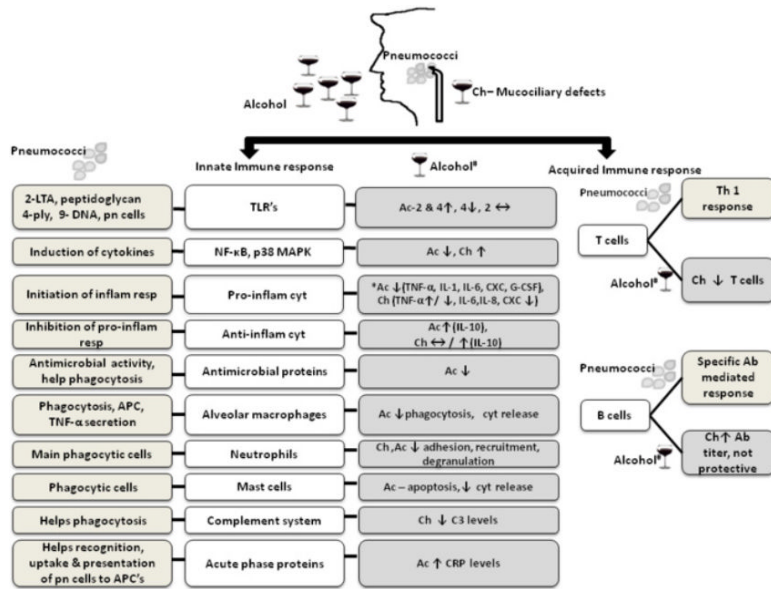 Pneumococci
Alcohol
Ch– Mucociliary defects
Pneumococci
Innate Immune response
Alcohol#
Acquired Immune response
2-LTA, peptidoglycan
4-ply, 9- DNA, pn cells
TLR's
Ac-2 & 4↑, 4↓, 2 ↔
Induction of cytokines
NF-κB, p38 MAPK
Ac ↓, Ch ↑
Initiation of inflam resp
Pro-inflam cyt
*Ac ↓(TNF-α, IL-1, IL-6, CXC, G-CSF),
Ch (TNF-α↑/ ↓, IL-6,IL-8, CXC ↓)
Inhibition of pro-inflam
resp
Anti-inflam cyt
Ac↑(IL-10),
Ch ↔ / ↑(IL-10)
Antimicrobial activity,
help phagocytosis
Antimicrobial proteins
Ac ↓
Phagocytosis, APC,
TNF-α secretion
Alveolar macrophages
Ac ↓phagocytosis, cyt release
Main phagocytic cells
Neutrophils
Ch,Ac ↓ adhesion, recruitment,
degranulation
Phagocytic cells
Mast cells
Ac – apoptosis,↓ cyt release
Helps phagocytosis
Complement system
Ch ↓ C3 levels
Helps recognition,
uptake & presentation
of pn cells to APC's
Acute phase proteins
Ac ↑ CRP levels
Pneumococci
Th 1
response
T cells
Alcohol#
Ch ↓ T cells
Pneumococci
Specific Ab
mediated
response
B cells
Alcohol#
Ch↑ Ab
titer, not
protective